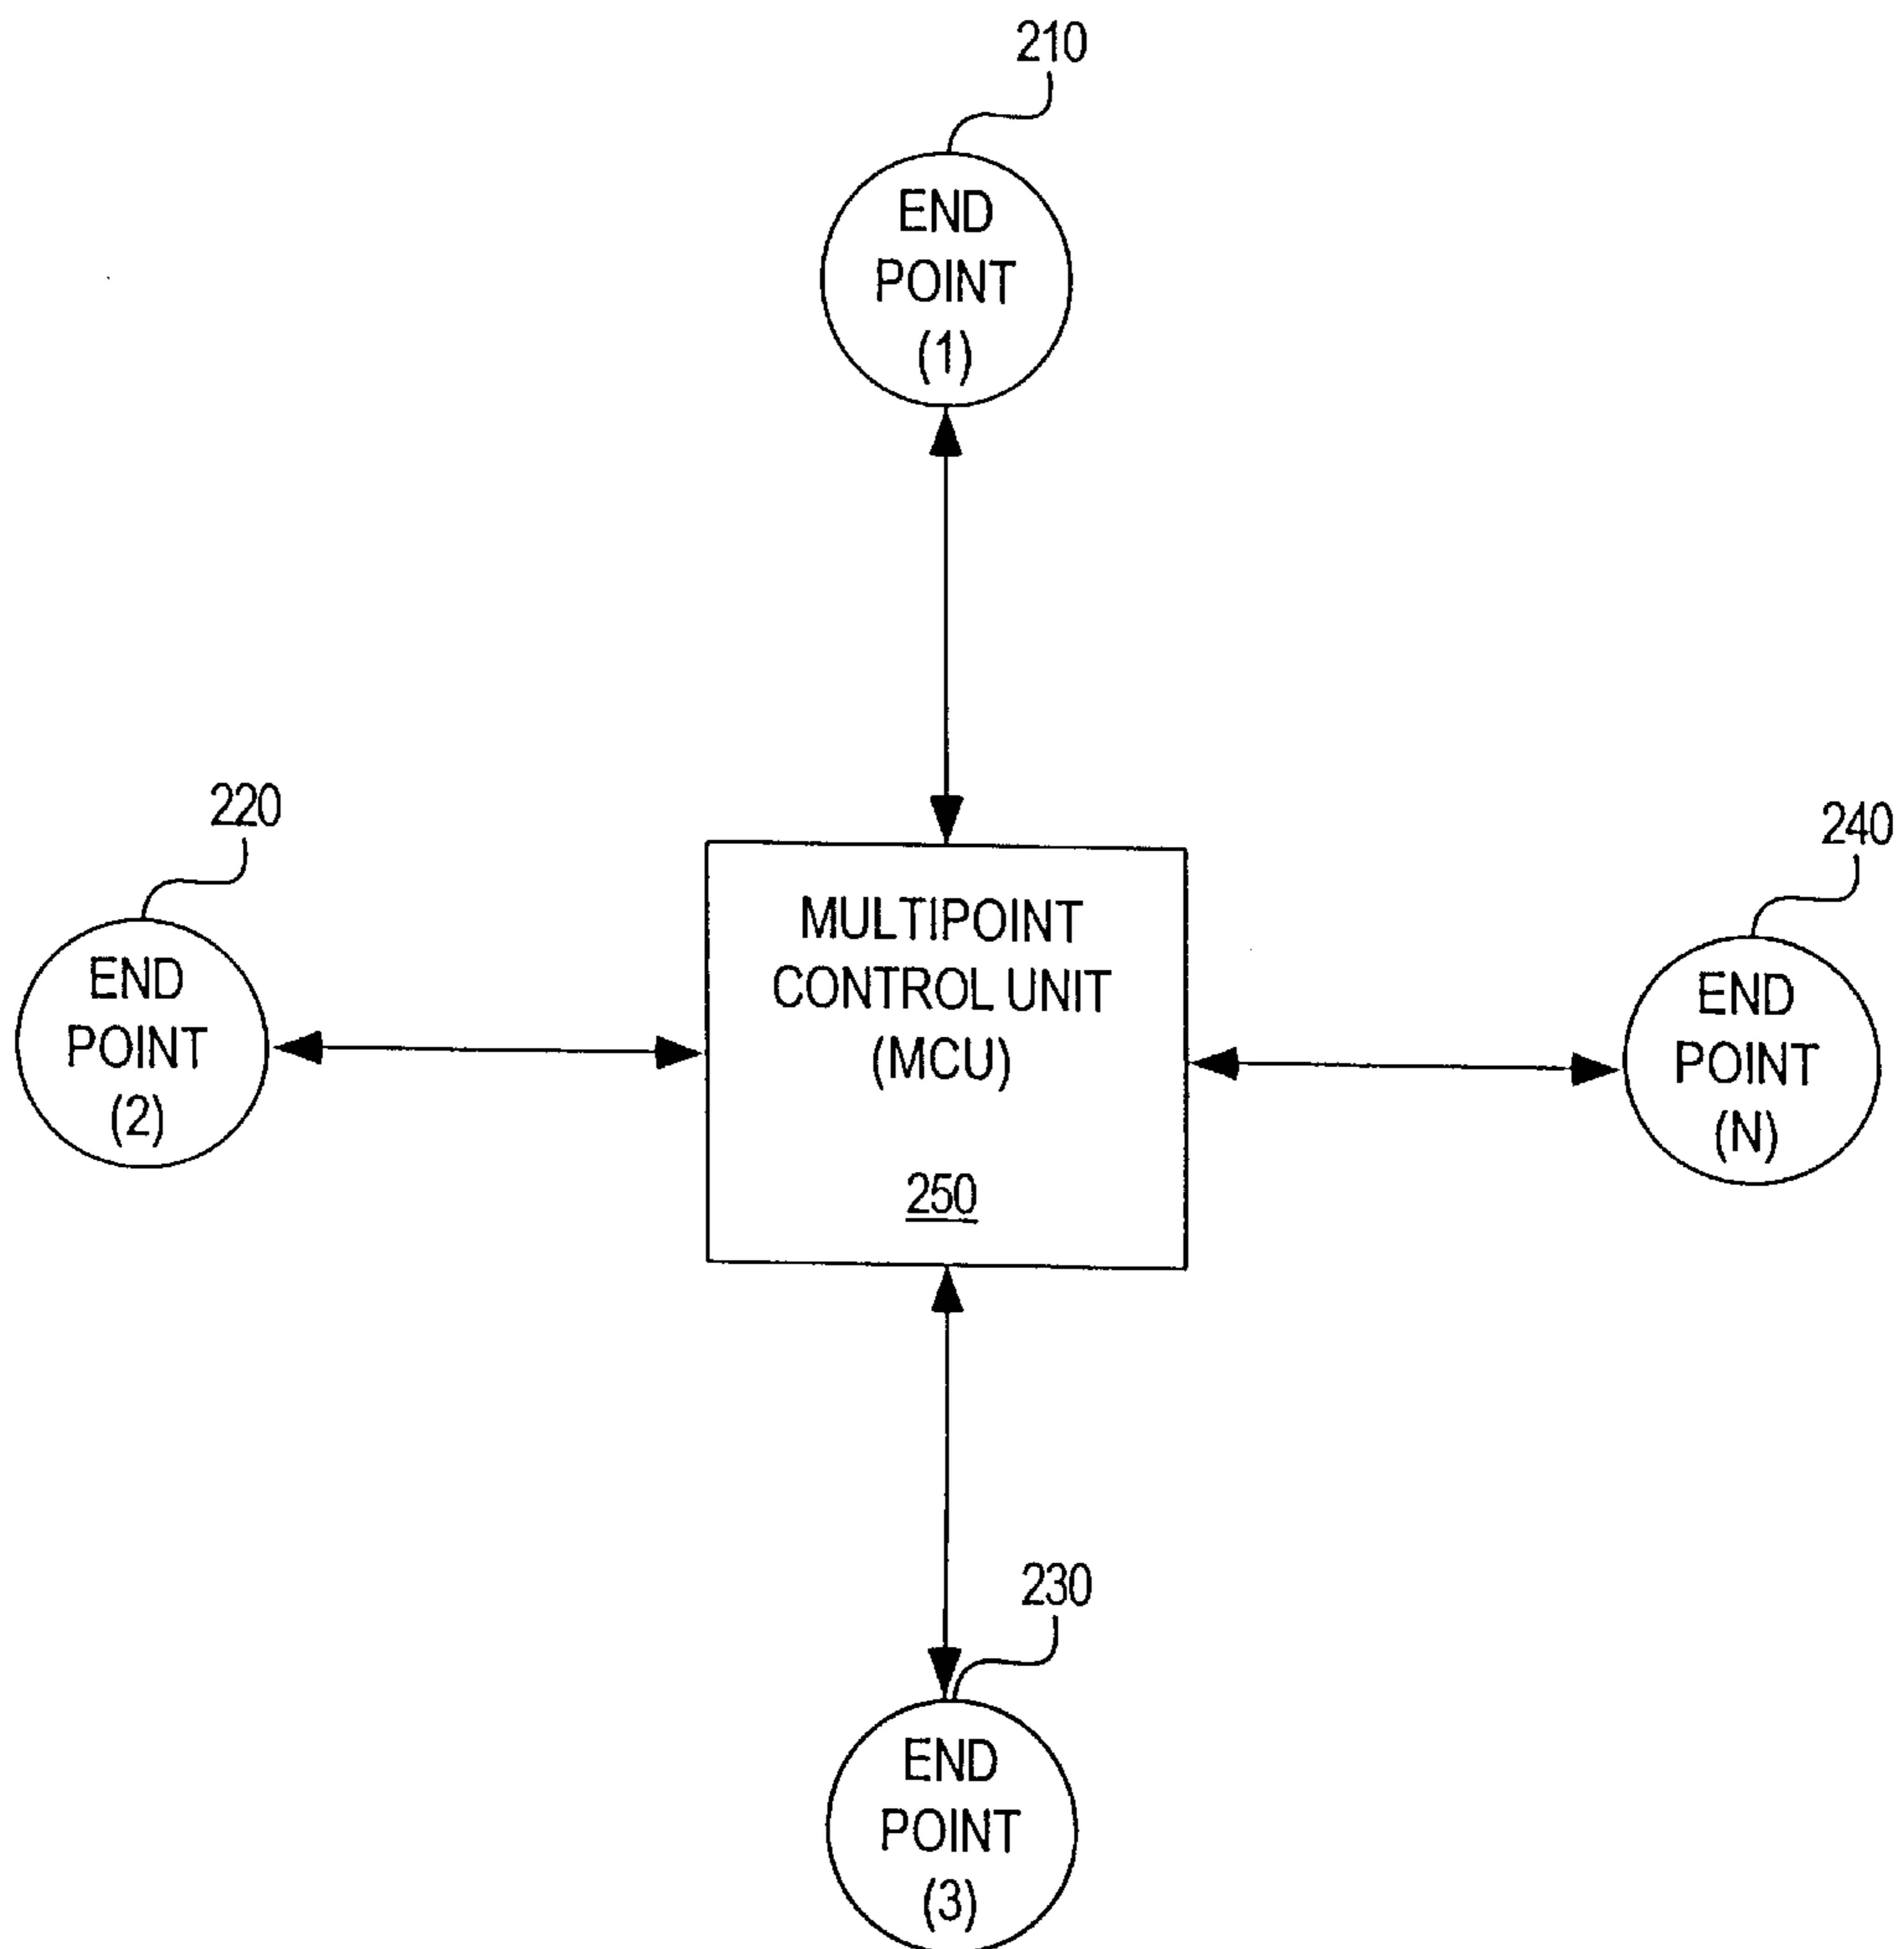 210
END
POINT
(1)
220
END
POINT
(2)
MULTIPOINT
CONTROL UNIT
(MCU)
250
240
END
POINT
(N)
230
END
POINT
(3)